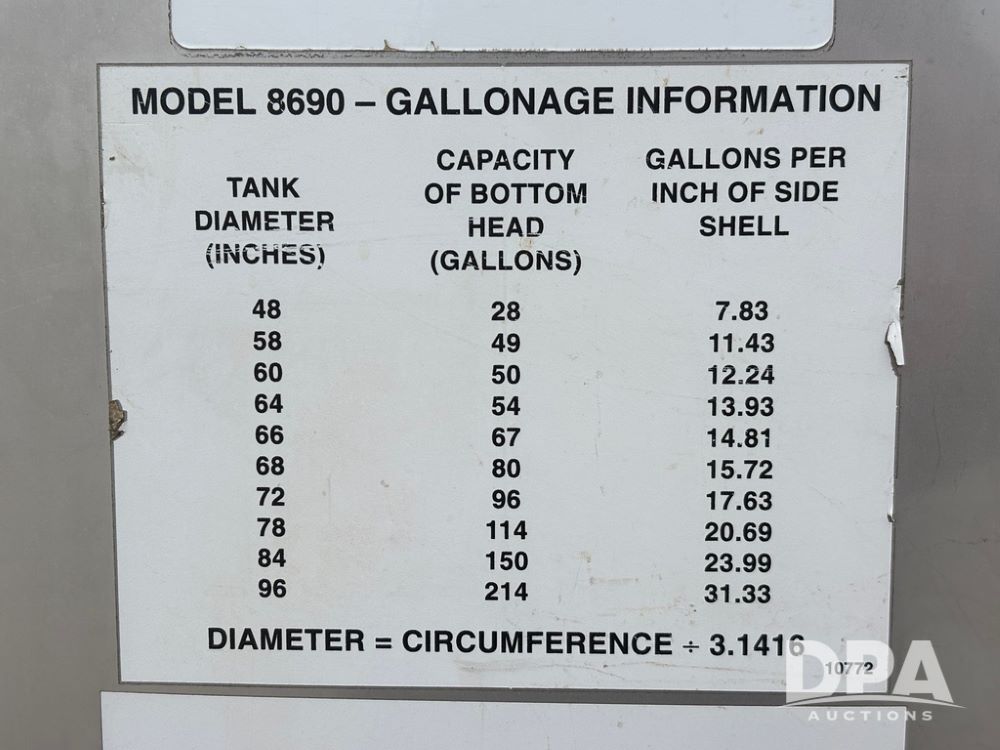 MODEL 8690 – GALLONAGE INFORMATION
TANK DIAMETER (INCHES) CAPACITY OF BOTTOM HEAD (GALLONS) GALLONS PER INCH OF SIDE SHELL
48 28 7.83
58 49 11.43
60 50 12.24
64 54 13.93
66 67 14.81
68 80 15.72
72 96 17.63
78 114 20.69
84 150 23.99
96 214 31.33
DIAMETER = CIRCUMFERENCE ÷ 3.1416
10772
DPA
AUCTIONS